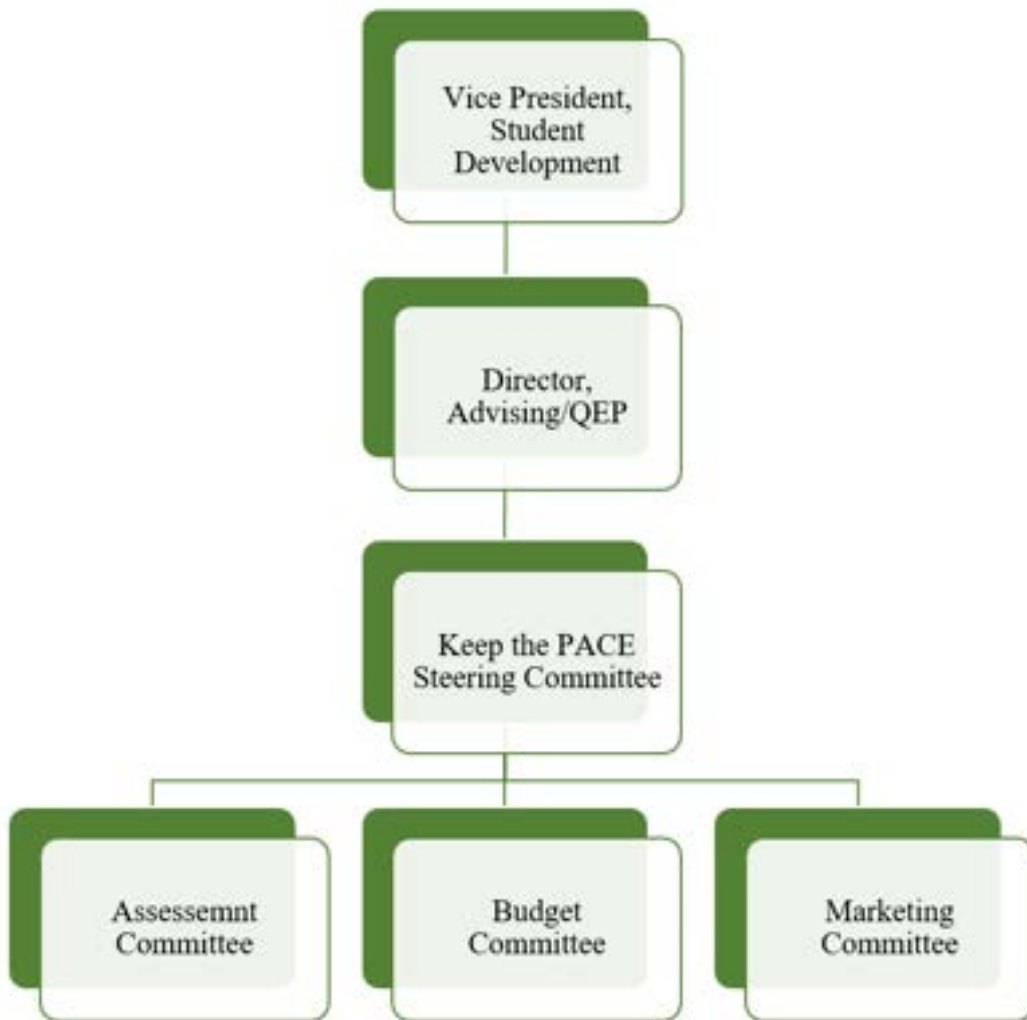 Vice President,
Student
Development
Director,
Advising/QEP
Keep the PACE
Steering Committee
Assessemnt
Committee
Budget
Committee
Marketing
Committee